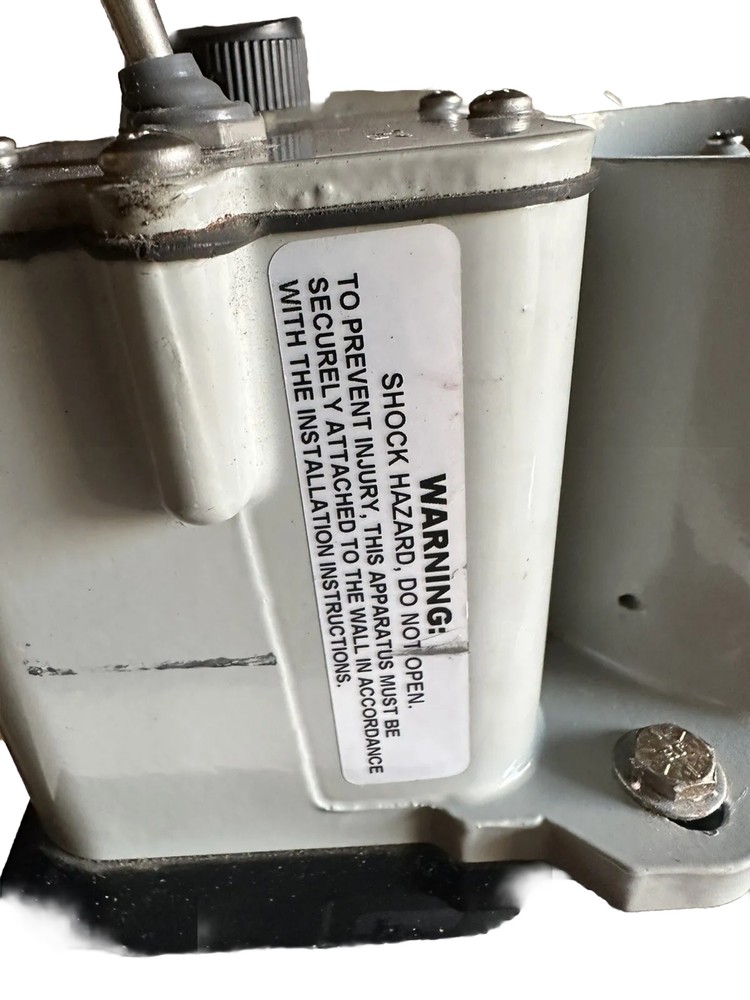 WARNING:
SHOCK HAZARD, DO NOT OPEN.
TO PREVENT INJURY, THIS APPARATUS MUST BE
SECURELY ATTACHED TO THE WALL IN ACCORDANCE
WITH THE INSTALLATION INSTRUCTIONS.